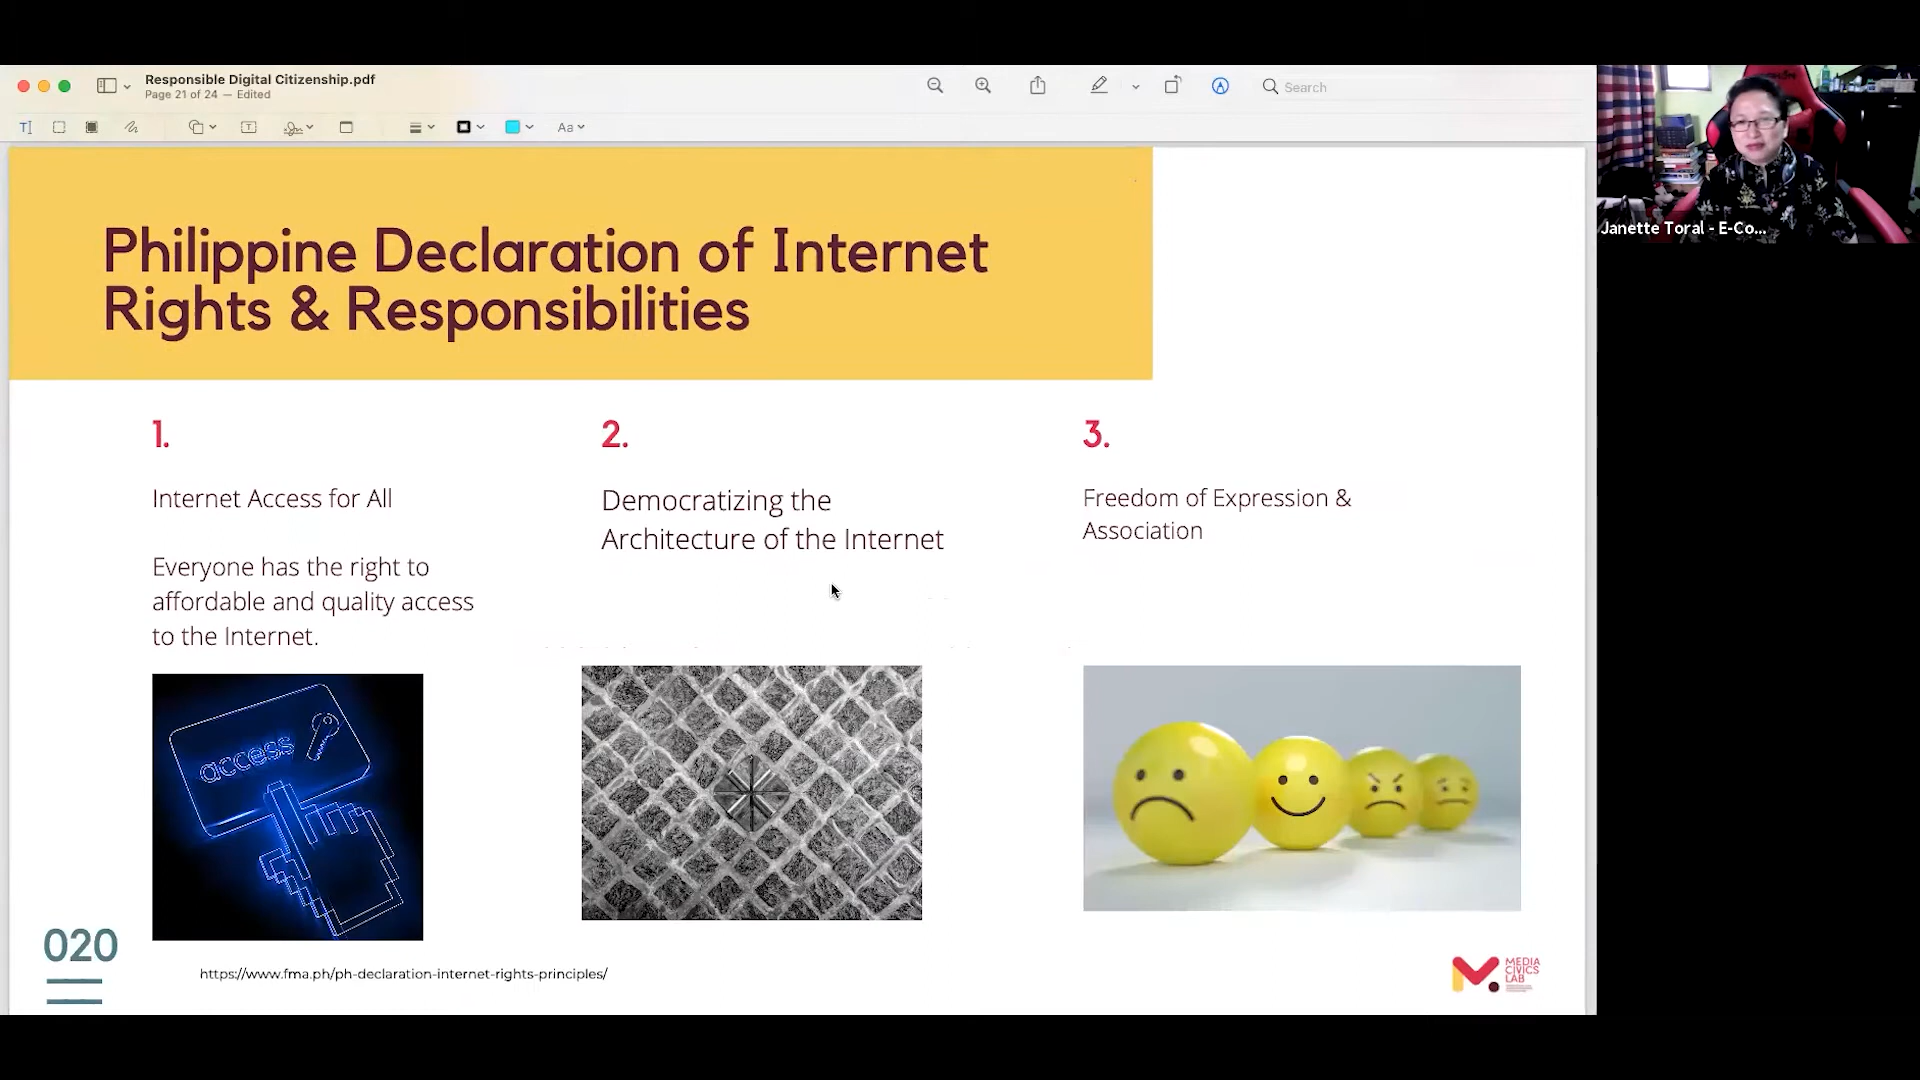 Responsible Digital Citizenship.pdf
Page 21 of 24 — Edited
Search
Aa
Janette Toral - E-Co...
Philippine Declaration of Internet
Rights & Responsibilities
1.
Internet Access for All
Everyone has the right to
affordable and quality access
to the Internet.
access
2.
Democratizing the
Architecture of the Internet
3.
Freedom of Expression &
Association
020
https://www.fma.ph/ph-declaration-internet-rights-principles/
MEDIA
CIVICS
LAB